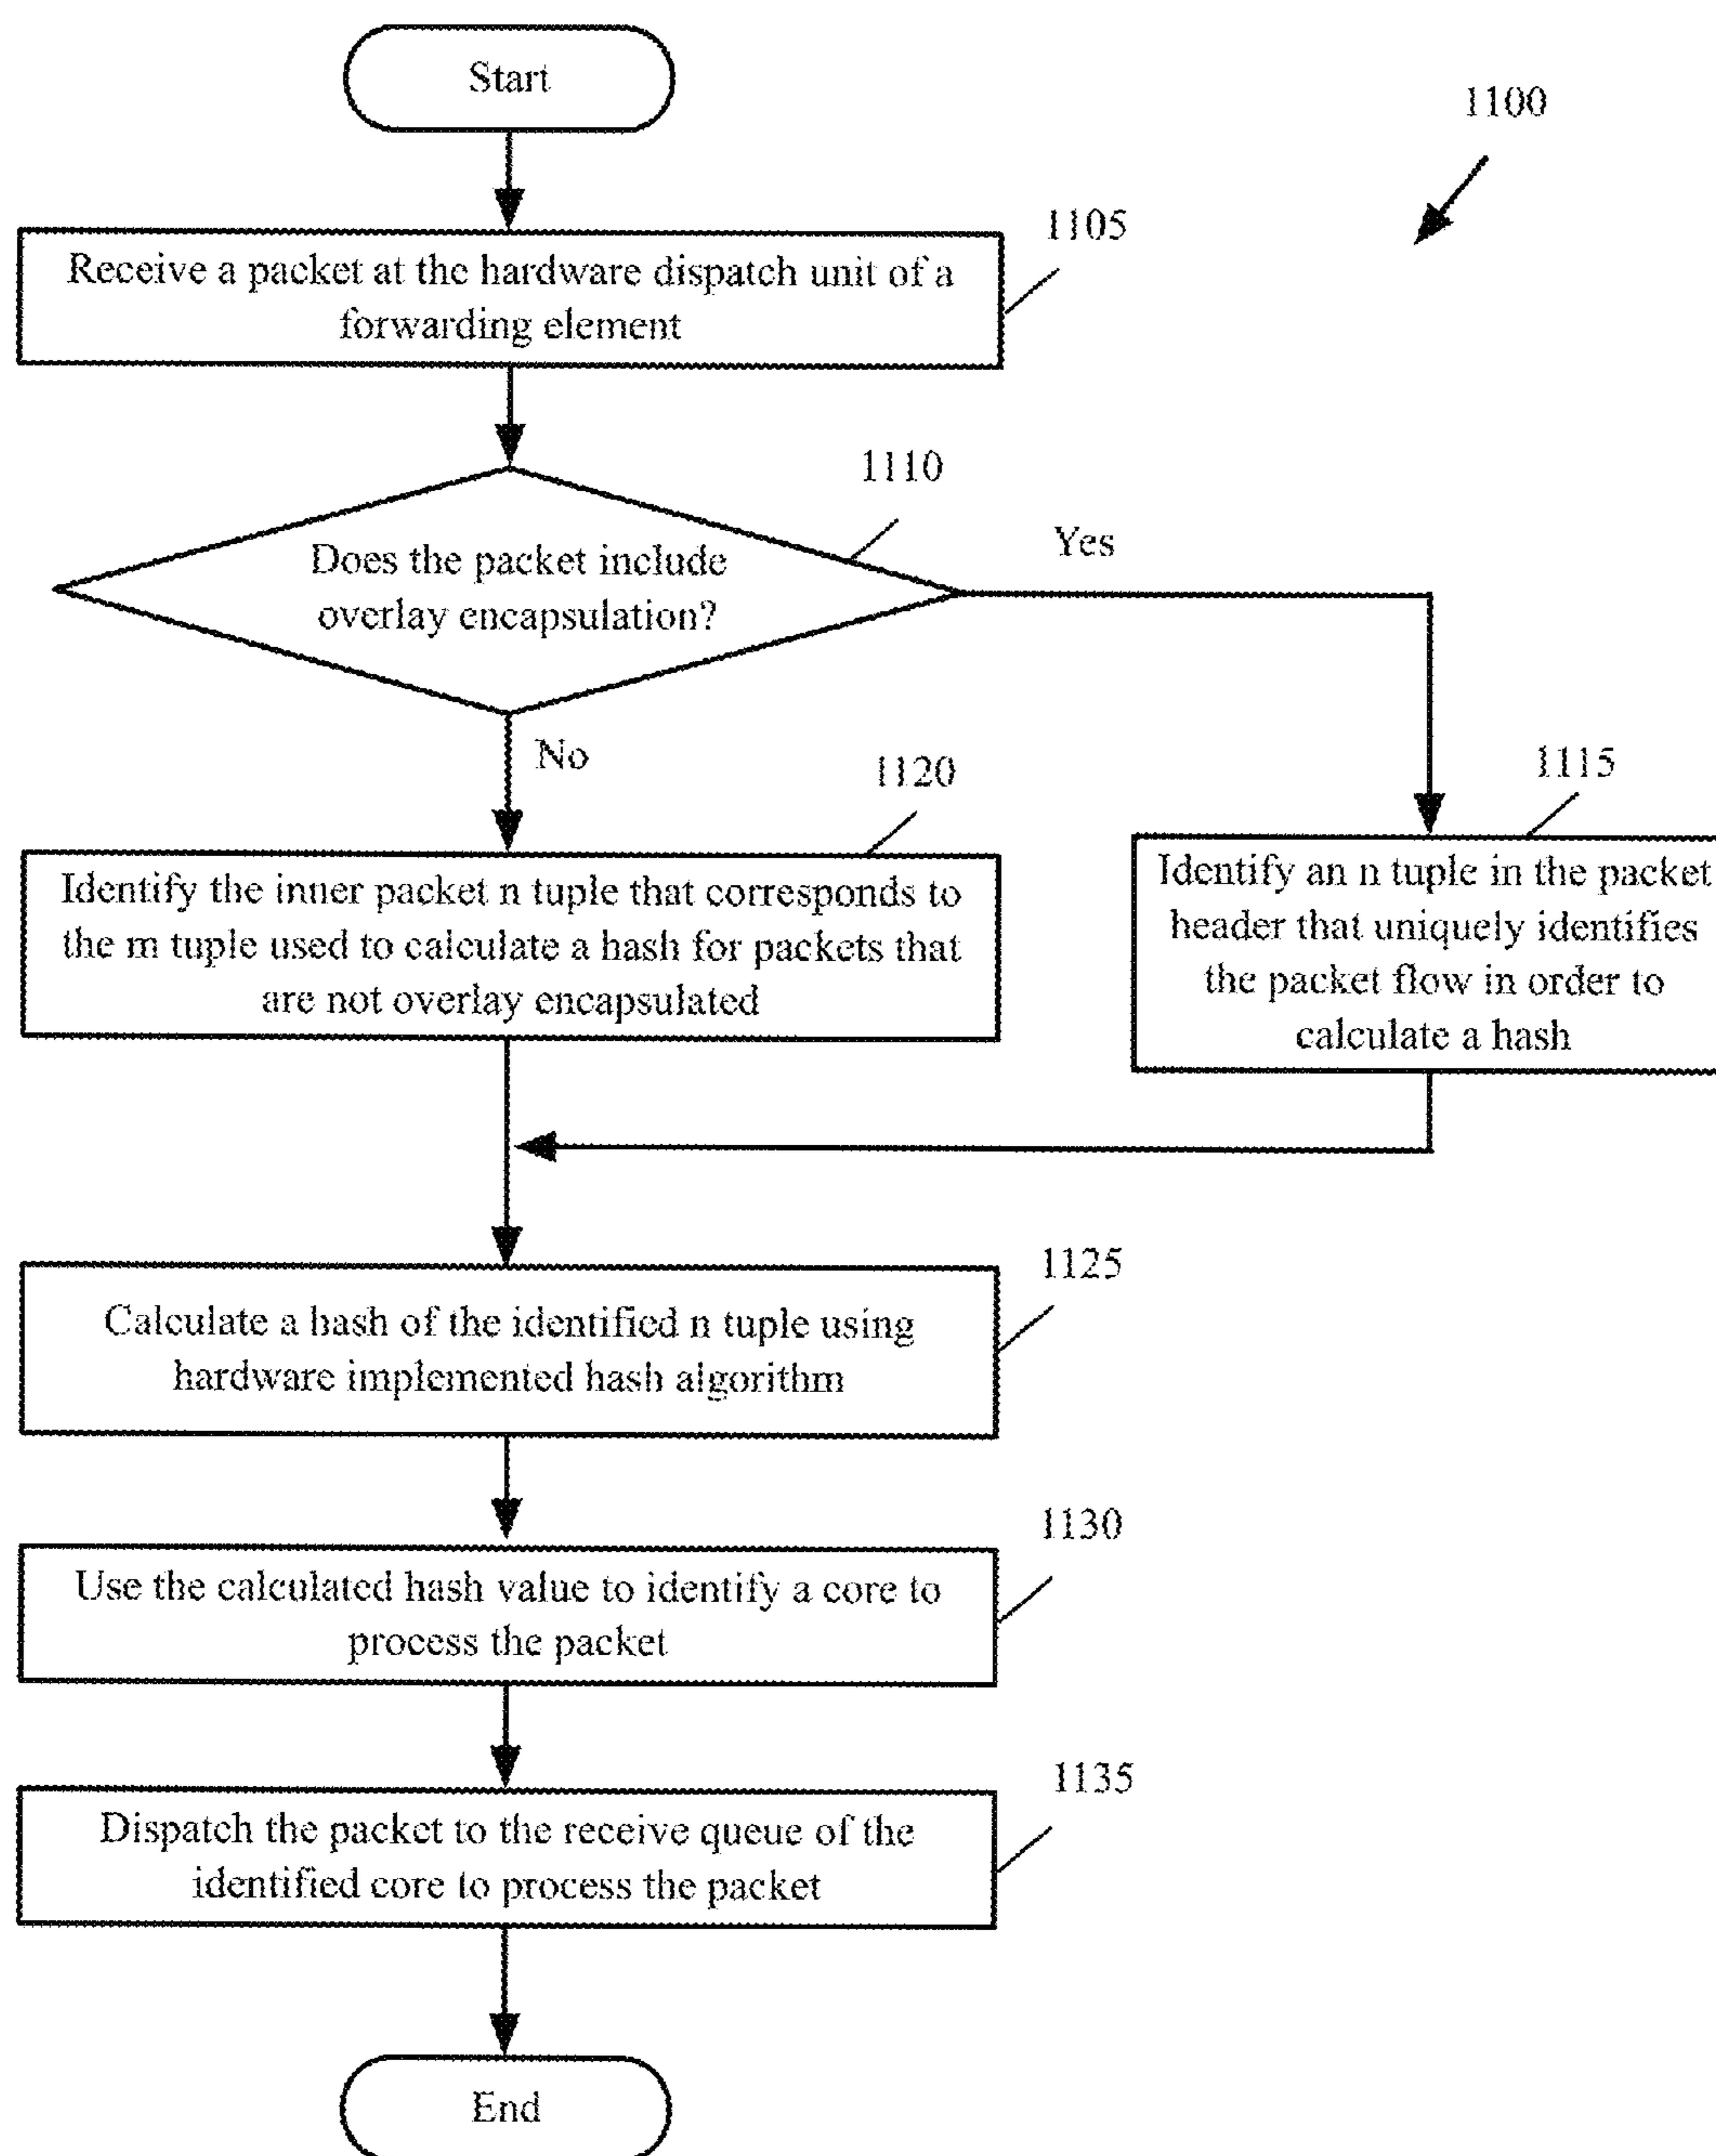 Start
1100
1105
Receive a packet at the hardware dispatch unit of a
forwarding element
1110
Does the packet include
overlay encapsulation?
Yes
No
1120
1115
Identify the inner packet n tuple that corresponds to
the m tuple used to calculate a hash for packets that
are not overlay encapsulated
Identify an n tuple in the packet
header that uniquely identifies
the packet flow in order to
calculate a hash
1125
Calculate a hash of the identified n tuple using
hardware implemented hash algorithm
1130
Use the calculated hash value to identify a core to
process the packet
1135
Dispatch the packet to the receive queue of the
identified core to process the packet
End